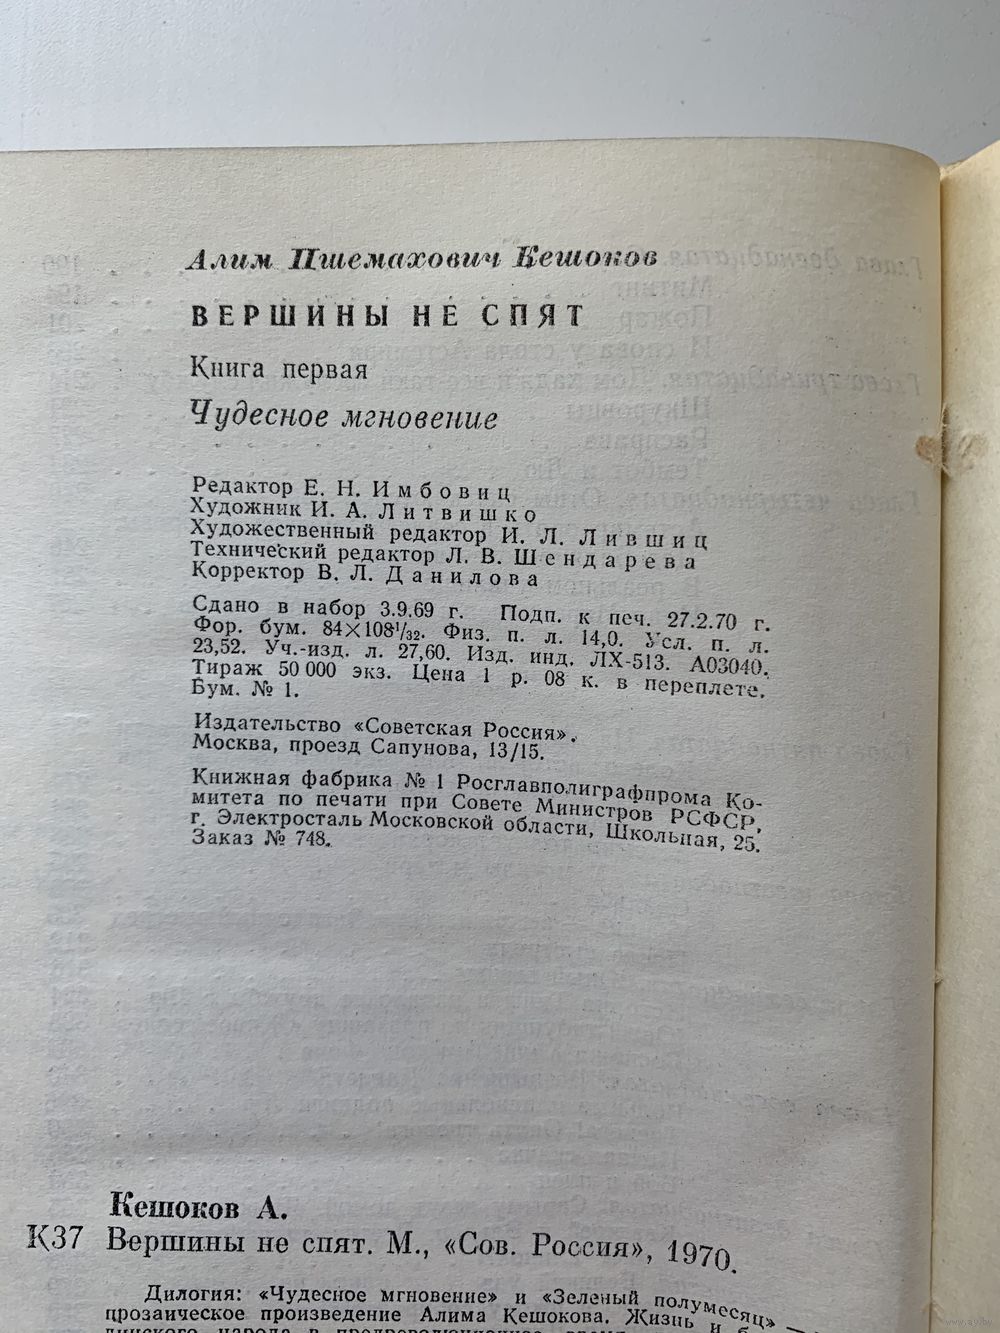 Алим Пшемахович Кешоков
ВЕРШИНЫ НЕ СПЯТ
Книга первая
Чудесное мгновение
Редактор Е. Н. Имбовиц
Художник И. А. Литвишко
Художественный редактор И. Л. Лившиц
Технический редактор Л. В. Шендарева
Корректор В. Л. Данилова
Сдано в набор 3.9.69 г. Подп. к печ. 27.2.70 г.
Фор. бум. 84×108¹/₃₂. Физ. п. л. 14,0. Усл. п. л.
23,52. Уч.-изд. л. 27,60. Изд. инд. ЛХ-513. А03040.
Тираж 50 000 экз. Цена 1 р. 08 к. в переплете.
Бум. № 1.
Издательство «Советская Россия».
Москва, проезд Сапунова, 13/15.
Книжная фабрика № 1 Росглавполиграфпрома Ко-
митета по печати при Совете Министров РСФСР,
г. Электросталь Московской области, Школьная, 25.
Заказ № 748.
Кешоков А.
К37 Вершины не спят. М., «Сов. Россия», 1970.
Дилогия: «Чудесное мгновение» и «Зеленый полумесяц» —
прозаическое произведение Алима Кешокова. Жизнь и